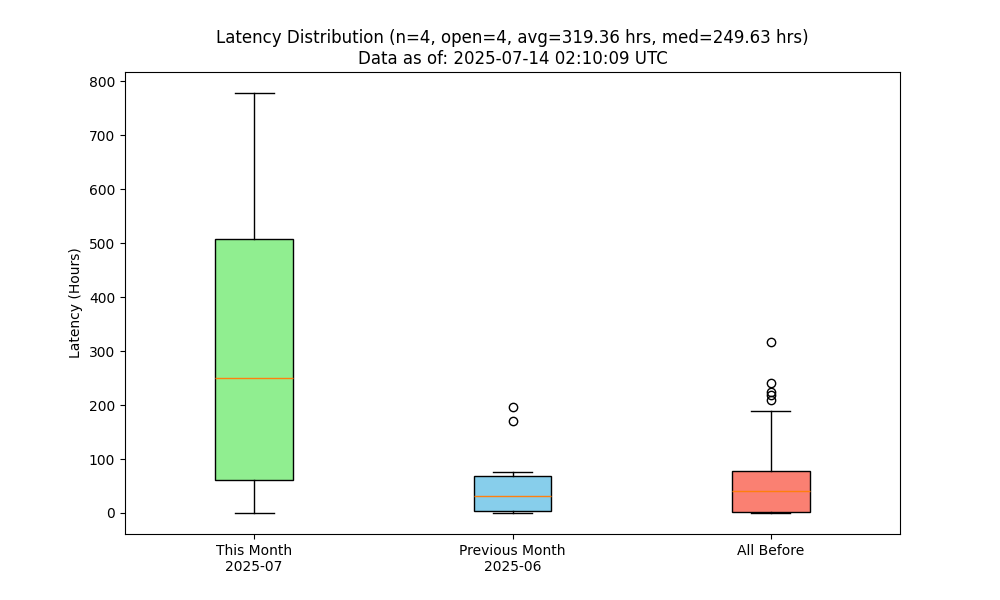 Latency Distribution (n=4, open=4, avg=319.36 hrs, med=249.63 hrs)
Data as of: 2025-07-14 02:10:09 UTC
Latency (Hours)
800
700
600
500
400
300
200
100
0
This Month
2025-07
Previous Month
2025-06
All Before